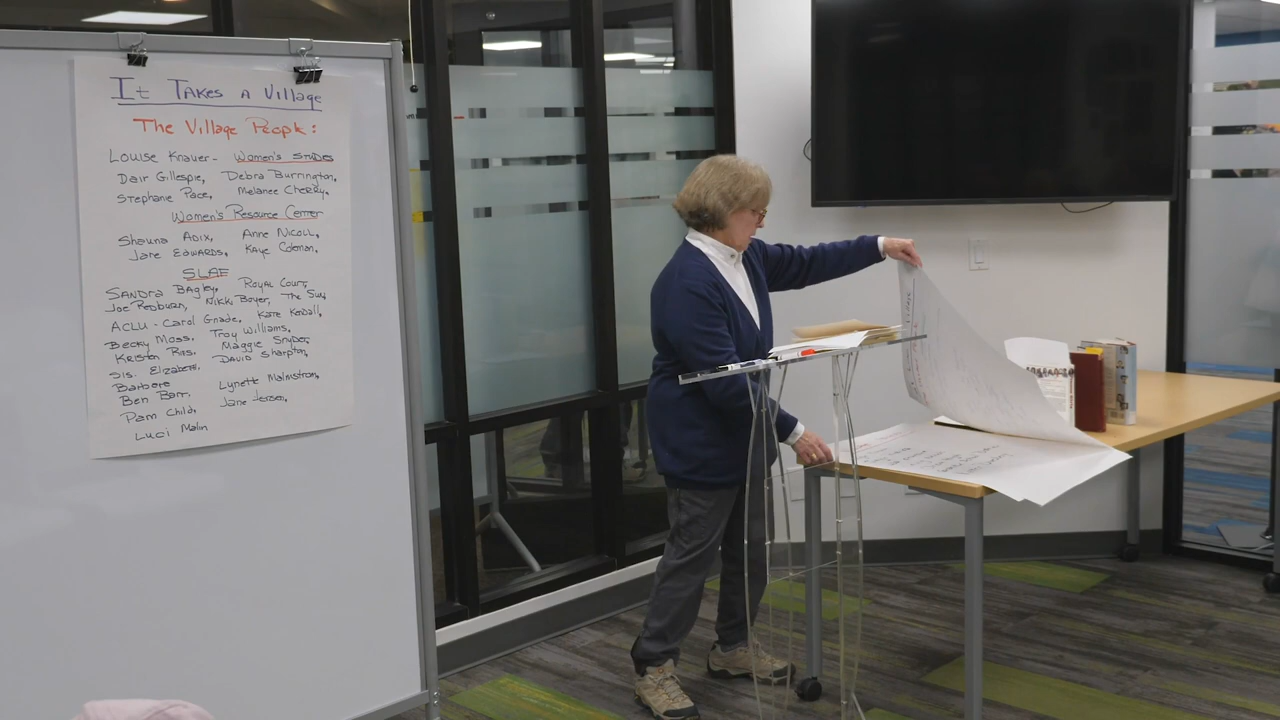 It Takes a Village
The Village People:
Louise Knauer - Women's Studies
Dair Gillespie, Debra Burrington,
Stephanie Pace, Melanee Cherry,
Women's Resource Center
Shauna Adix, Anne Nicoll,
Jane Edwards, Kaye Coleman,
SLAF
Sandra Bagley, Royal Court,
Joe Redburn, Nikki Boyer, The Sun,
ACLU - Carol Gnade, Kate Kendall,
Becky Moss, Troy Williams,
Kristen Ries, Maggie Snyder,
Sis. Elizabeth, David Sharpton,
Barbara
Ben Barr, Lynette Malmstrom,
Pam Child, Jane Jensen,
Luci Malin